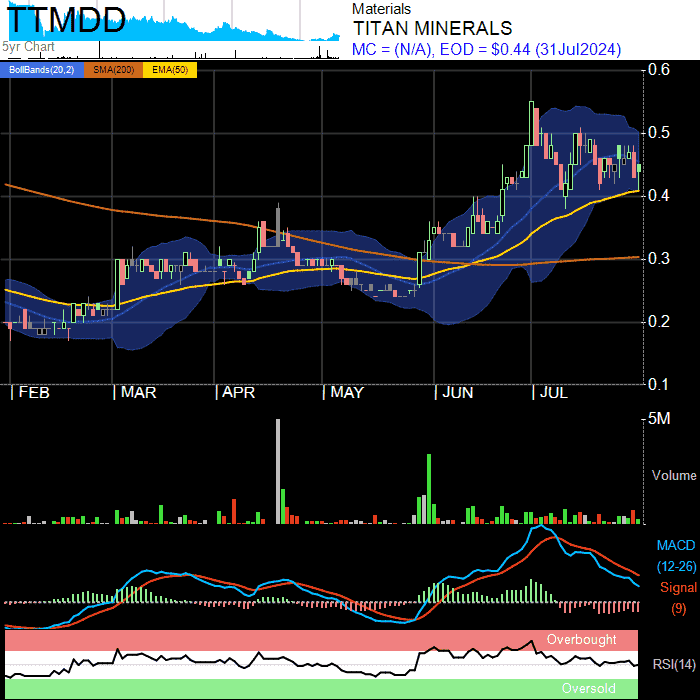 TTMDD
5yr Chart
Materials
TITAN MINERALS
MC = (N/A), EOD = $0.44 (31Jul2024)
BollBands(20,2) SMA(200) EMA(50)
0.6
0.5
0.4
0.3
0.2
0.1
FEB MAR APR MAY JUN JUL
5M
Volume
MACD
(12-26)
Signal
(9)
Overbought
RSI(14)
Oversold